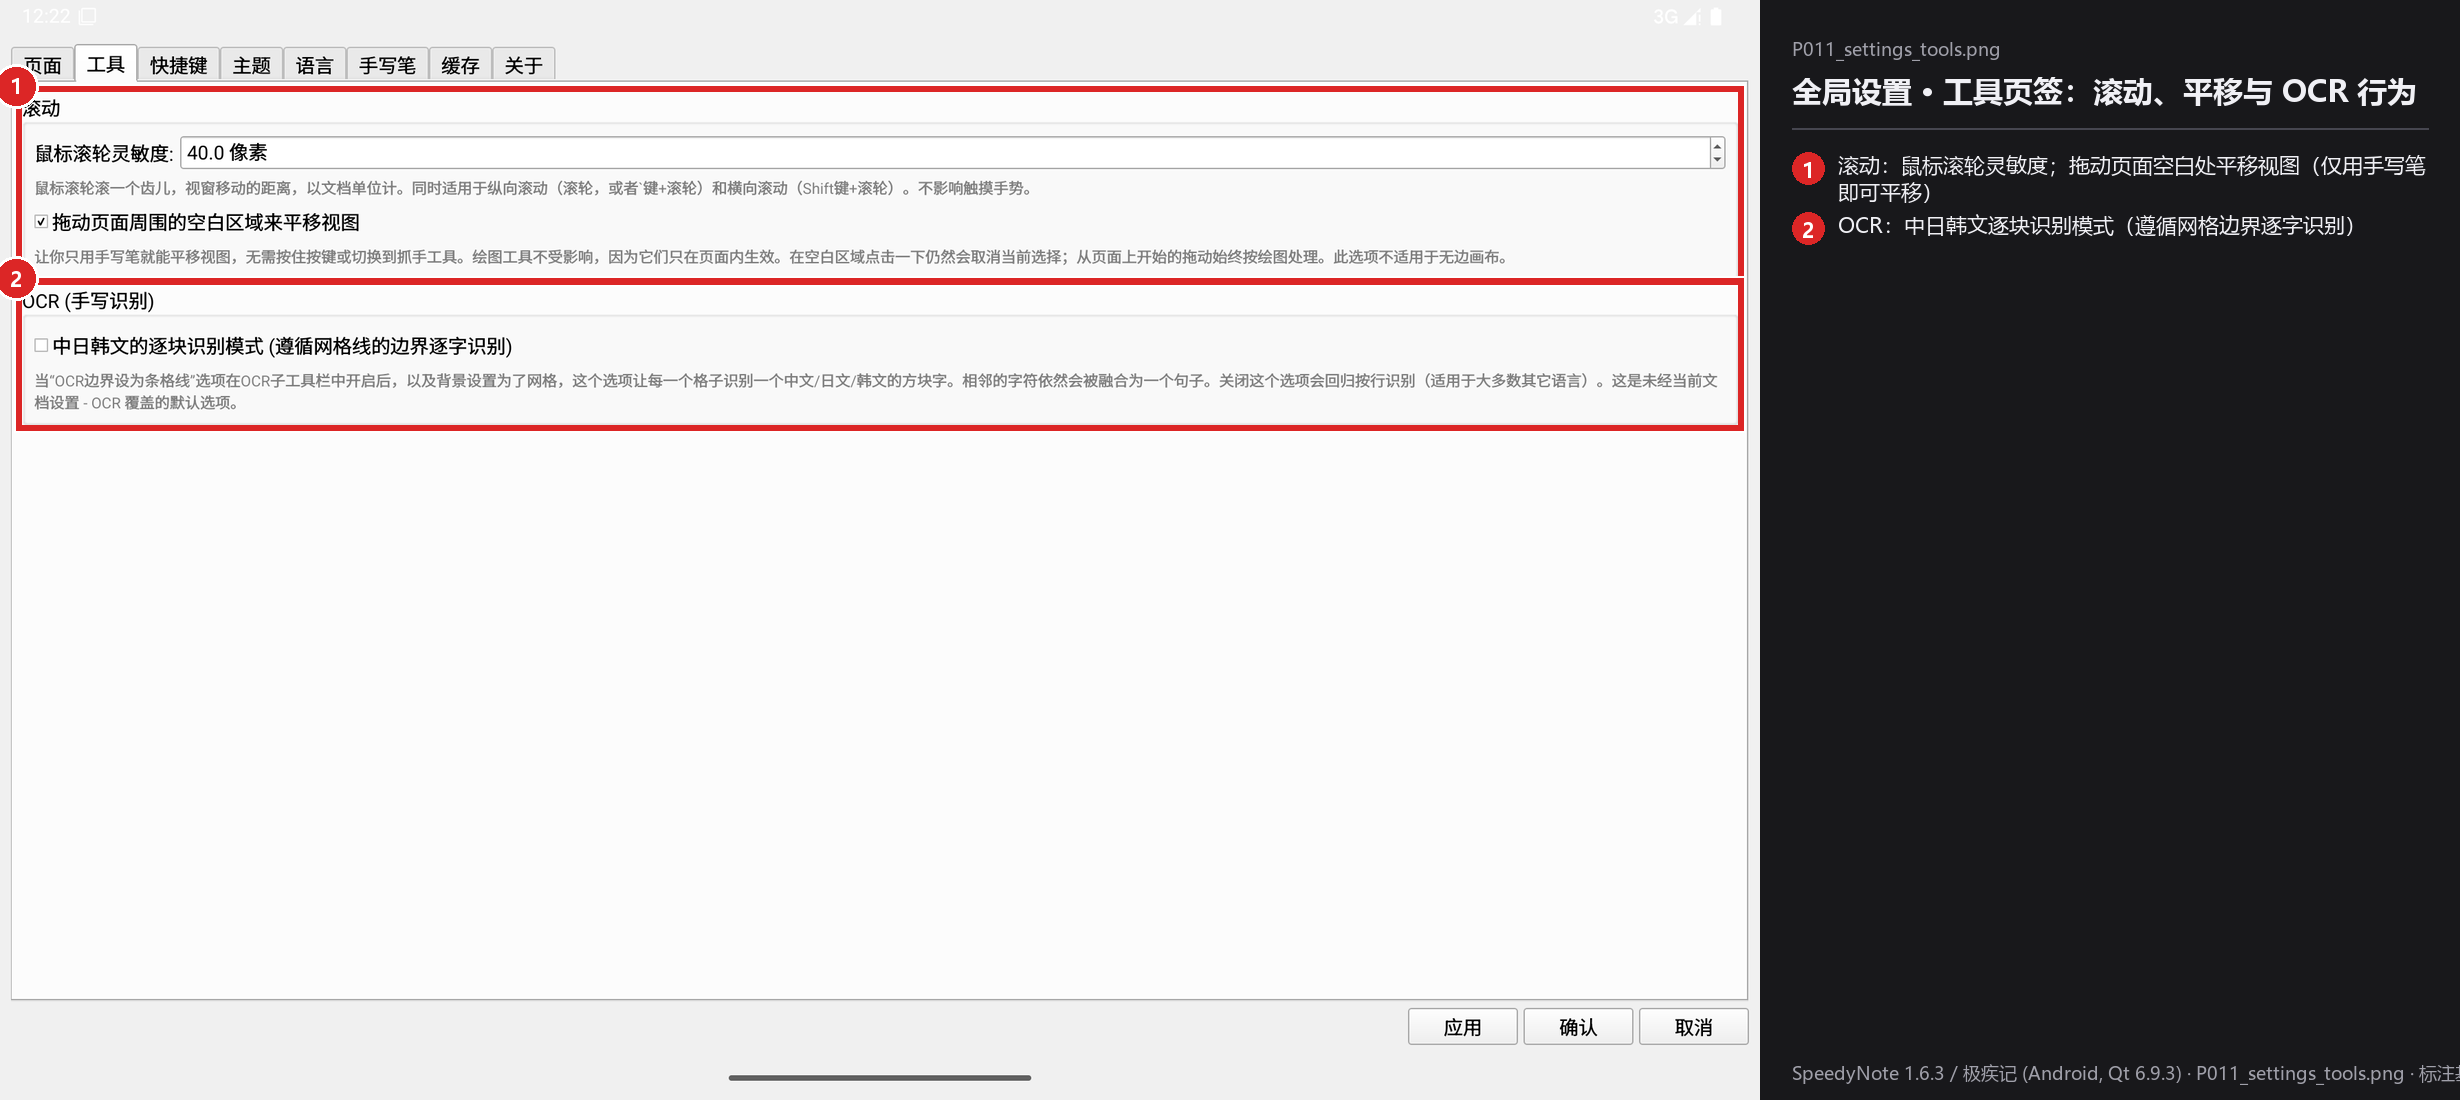 12:22
3G
页面 工具 快捷键 主题 语言 手写笔 缓存 关于
1
滚动
鼠标滚轮灵敏度: 40.0 像素
鼠标滚轮滚一个齿儿，视窗移动的距离，以文档单位计。同时适用于纵向滚动（滚轮，或者`键+滚轮）和横向滚动（Shift键+滚轮）。不影响触摸手势。
拖动页面周围的空白区域来平移视图
让你只用手写笔就能平移视图，无需按住按键或切换到抓手工具。绘图工具不受影响，因为它们只在页面内生效。在空白区域点击一下仍然会取消当前选择；从页面上开始的拖动始终按绘图处理。此选项不适用于无边画布。
2
OCR (手写识别)
中日韩文的逐块识别模式 (遵循网格线的边界逐字识别)
当“OCR边界设为条格线”选项在OCR子工具栏中开启后，以及背景设置为了网格，这个选项让每一个格子识别一个中文/日文/韩文的方块字。相邻的字符依然会被融合为一个句子。关闭这个选项会回归按行识别（适用于大多数其它语言）。这是未经当前文
档设置 - OCR 覆盖的默认选项。
应用 确认 取消
P011_settings_tools.png
全局设置 • 工具页签：滚动、平移与 OCR 行为
1 滚动：鼠标滚轮灵敏度；拖动页面空白处平移视图（仅用手写笔
即可平移）
2 OCR：中日韩文逐块识别模式（遵循网格边界逐字识别）
SpeedyNote 1.6.3 / 极疾记 (Android, Qt 6.9.3) · P011_settings_tools.png · 标注